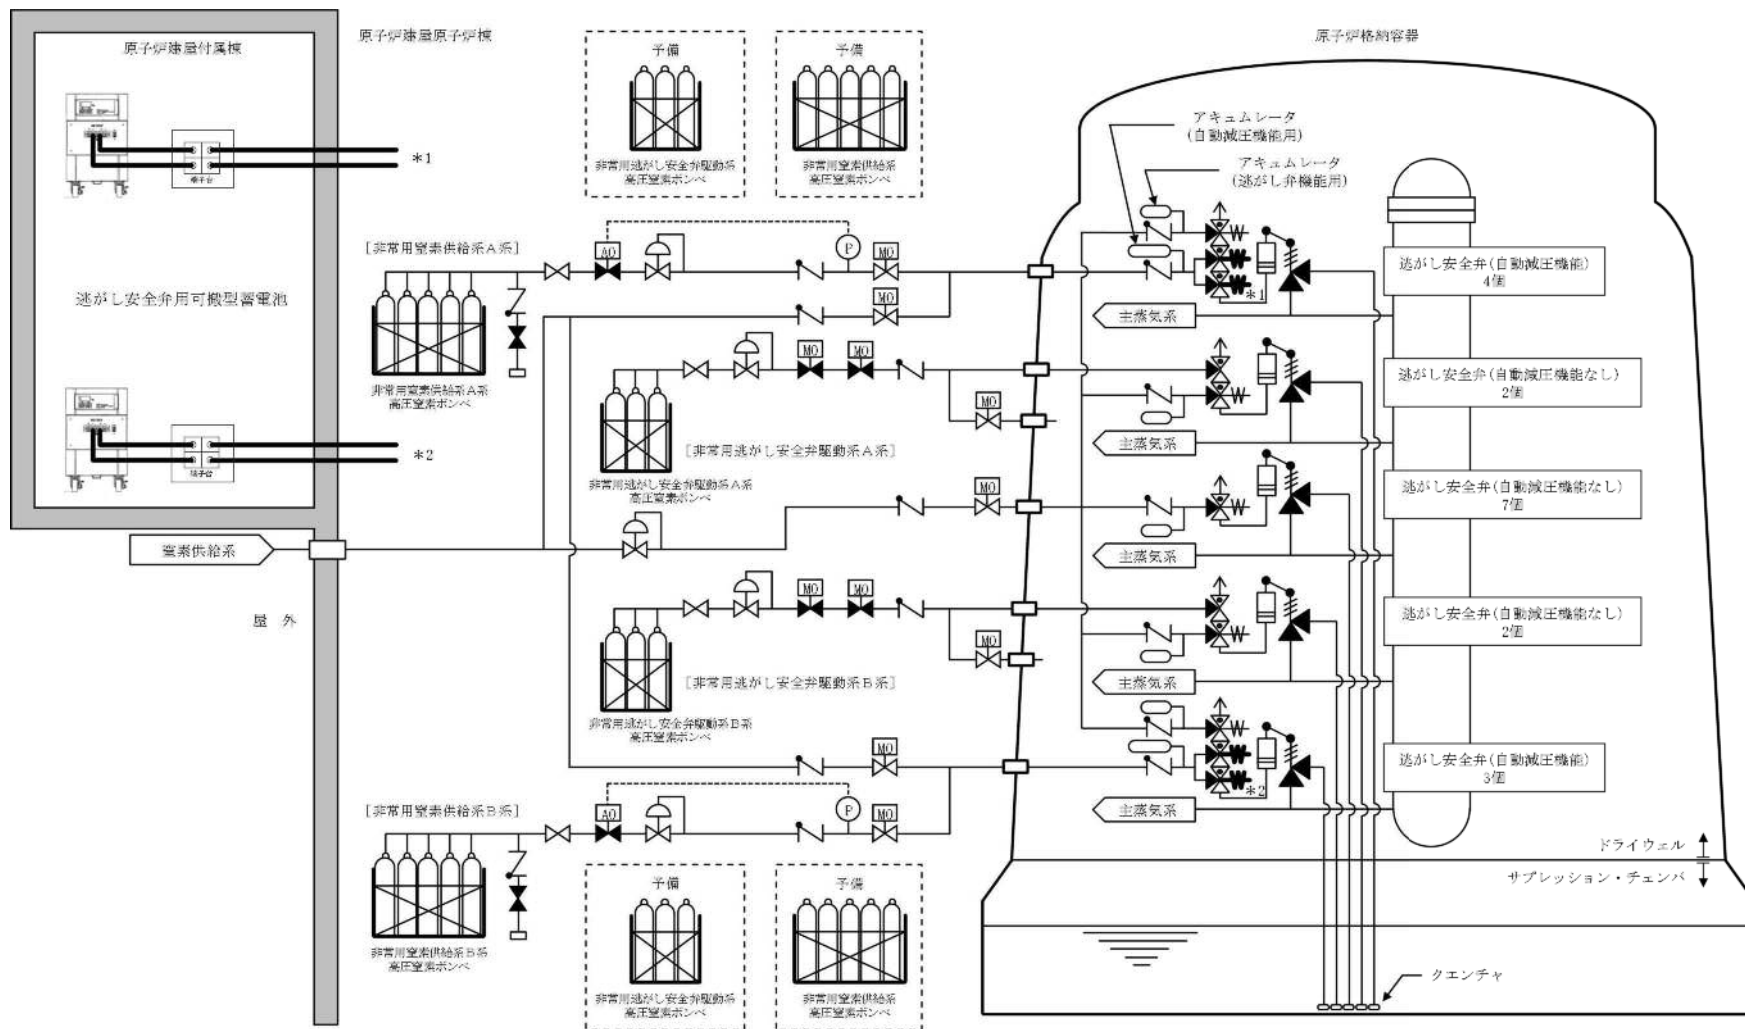 原子炉建屋付属棟
端子台
*1
逃がし安全弁用可搬型蓄電池
端子台
*2
窒素供給系
屋 外
原子炉建屋原子炉棟
予備
非常用逃がし安全弁駆動系
高圧窒素ボンベ
予備
非常用窒素供給系
高圧窒素ボンベ
[非常用窒素供給系A系]
AO
P
MO
MO
非常用窒素供給系A系
高圧窒素ボンベ
MO
MO
MO
[非常用逃がし安全弁駆動系A系]
非常用逃がし安全弁駆動系A系
高圧窒素ボンベ
MO
MO
MO
MO
[非常用逃がし安全弁駆動系B系]
非常用逃がし安全弁駆動系B系
高圧窒素ボンベ
MO
[非常用窒素供給系B系]
AO
P
MO
非常用窒素供給系B系
高圧窒素ボンベ
予備
非常用逃がし安全弁駆動系
高圧窒素ボンベ
予備
非常用窒素供給系
高圧窒素ボンベ
原子炉格納容器
アキュムレータ
(自動減圧機能用)
アキュムレータ
(逃がし弁機能用)
*1
主蒸気系
逃がし安全弁(自動減圧機能)
4個
主蒸気系
逃がし安全弁(自動減圧機能なし)
2個
主蒸気系
逃がし安全弁(自動減圧機能なし)
7個
主蒸気系
逃がし安全弁(自動減圧機能なし)
2個
*2
主蒸気系
逃がし安全弁(自動減圧機能)
3個
ドライウェル
サプレッション・チェンバ
クエンチャ